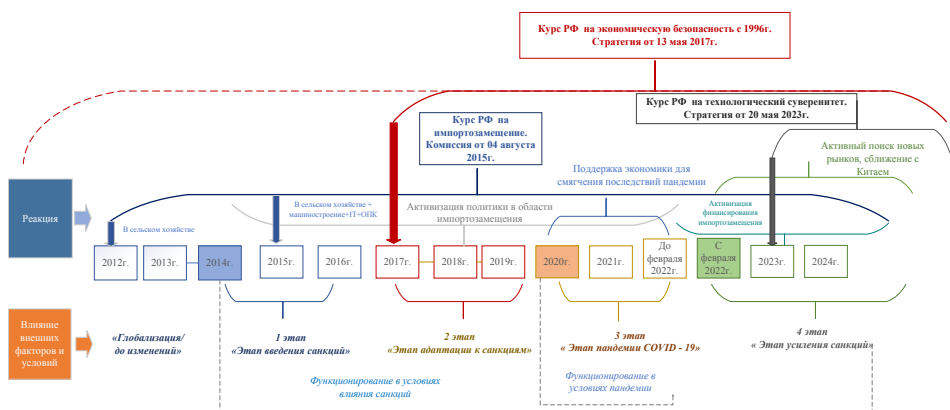 Курс РФ на экономическую безопасность с 1996г.
Стратегия от 13 мая 2017г.
Курс РФ на технологический суверенитет.
Стратегия от 20 мая 2023г.
Курс РФ на
импортозамещение.
Комиссия от 04 августа
2015г.
Активный поиск новых
рынков, сближение с
Китаем
Поддержка экономики для
смягчения последствий пандемии
Реакция
В сельском хозяйстве +
машиностроение+IT+ОПК
Активизация политики в области
импортозамещения
Активизация
финансирования
импортозамещения
В сельском хозяйстве
2012г.
2013г.
2014г.
2015г.
2016г.
2017г.
2018г.
2019г.
2020г.
2021г.
До
февраля
2022г.
С
февраля
2022г.
2023г.
2024г.
Влияние
внешних
факторов и
условий
«Глобализация/
до изменений»
1 этап
«Этап введения санкций»
2 этап
«Этап адаптации к санкциям»
3 этап
« Этап пандемии COVID - 19»
4 этап
« Этап усиления санкций»
Функционирование в условиях
влияния санкций
Функционирование в
условиях пандемии